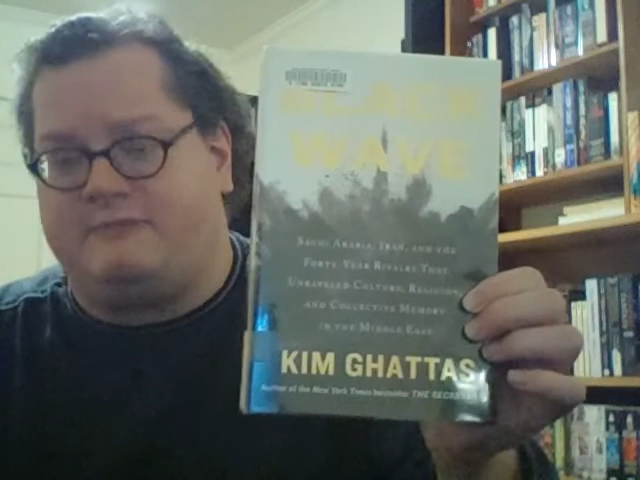 BLACK
WAVE
SAUDI ARABIA, IRAN, AND THE
FORTY-YEAR RIVALRY THAT
UNRAVELED CULTURE, RELIGION,
AND COLLECTIVE MEMORY
IN THE MIDDLE EAST
KIM GHATTAS
Author of the New York Times bestseller THE SECRE